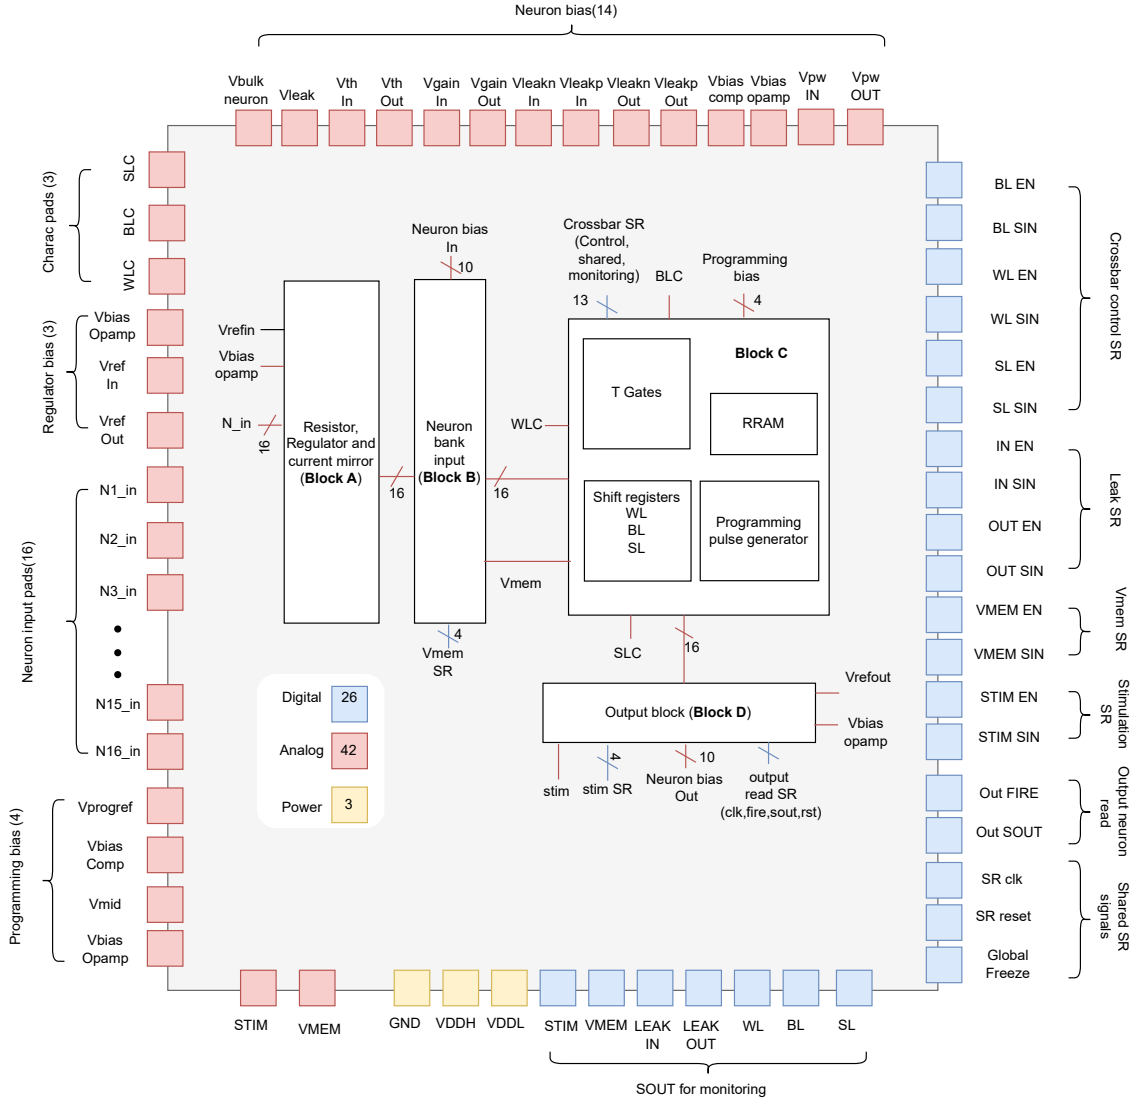 Neuron bias(14)
Vbulk
neuron
Vleak
Vth
In
Vth
Out
Vgain
In
Vgain
Out
Vleakn
In
Vleakp
In
Vleakn
Out
Vleakp
Out
Vbias
comp
Vbias
opamp
Vpw
IN
Vpw
OUT
Charac pads (3)
SLC
BLC
WLC
Regulator bias (3)
Vbias
Opamp
Vref
In
Vref
Out
Neuron input pads(16)
N1_in
N2_in
N3_in
N15_in
N16_in
Programming bias (4)
Vprogref
Vbias
Comp
Vmid
Vbias
Opamp
Vrefin
Vbias
opamp
N_in
16
Resistor,
Regulator and
current mirror
(Block A)
16
Neuron bias
In
10
Neuron
bank
input
(Block B)
16
Vmem
4
Vmem
SR
Crossbar SR
(Control,
shared,
monitoring)
13
BLC
Programming
bias
4
Block C
T Gates
RRAM
WLC
Shift registers
WL
BL
SL
Programming
pulse generator
SLC
16
Output block (Block D)
Vrefout
Vbias
opamp
stim
4
stim SR
10
Neuron bias
Out
output
read SR
(clk,fire,sout,rst)
Digital
26
Analog
42
Power
3
BL EN
BL SIN
WL EN
WL SIN
SL EN
SL SIN
Crossbar control SR
IN EN
IN SIN
OUT EN
OUT SIN
Leak SR
VMEM EN
VMEM SIN
Vmem SR
STIM EN
STIM SIN
Stimulation
SR
Out FIRE
Out SOUT
Output neuron
read
SR clk
SR reset
Global
Freeze
Shared SR
signals
STIM
VMEM
GND
VDDH
VDDL
STIM
VMEM
LEAK
IN
LEAK
OUT
WL
BL
SL
SOUT for monitoring